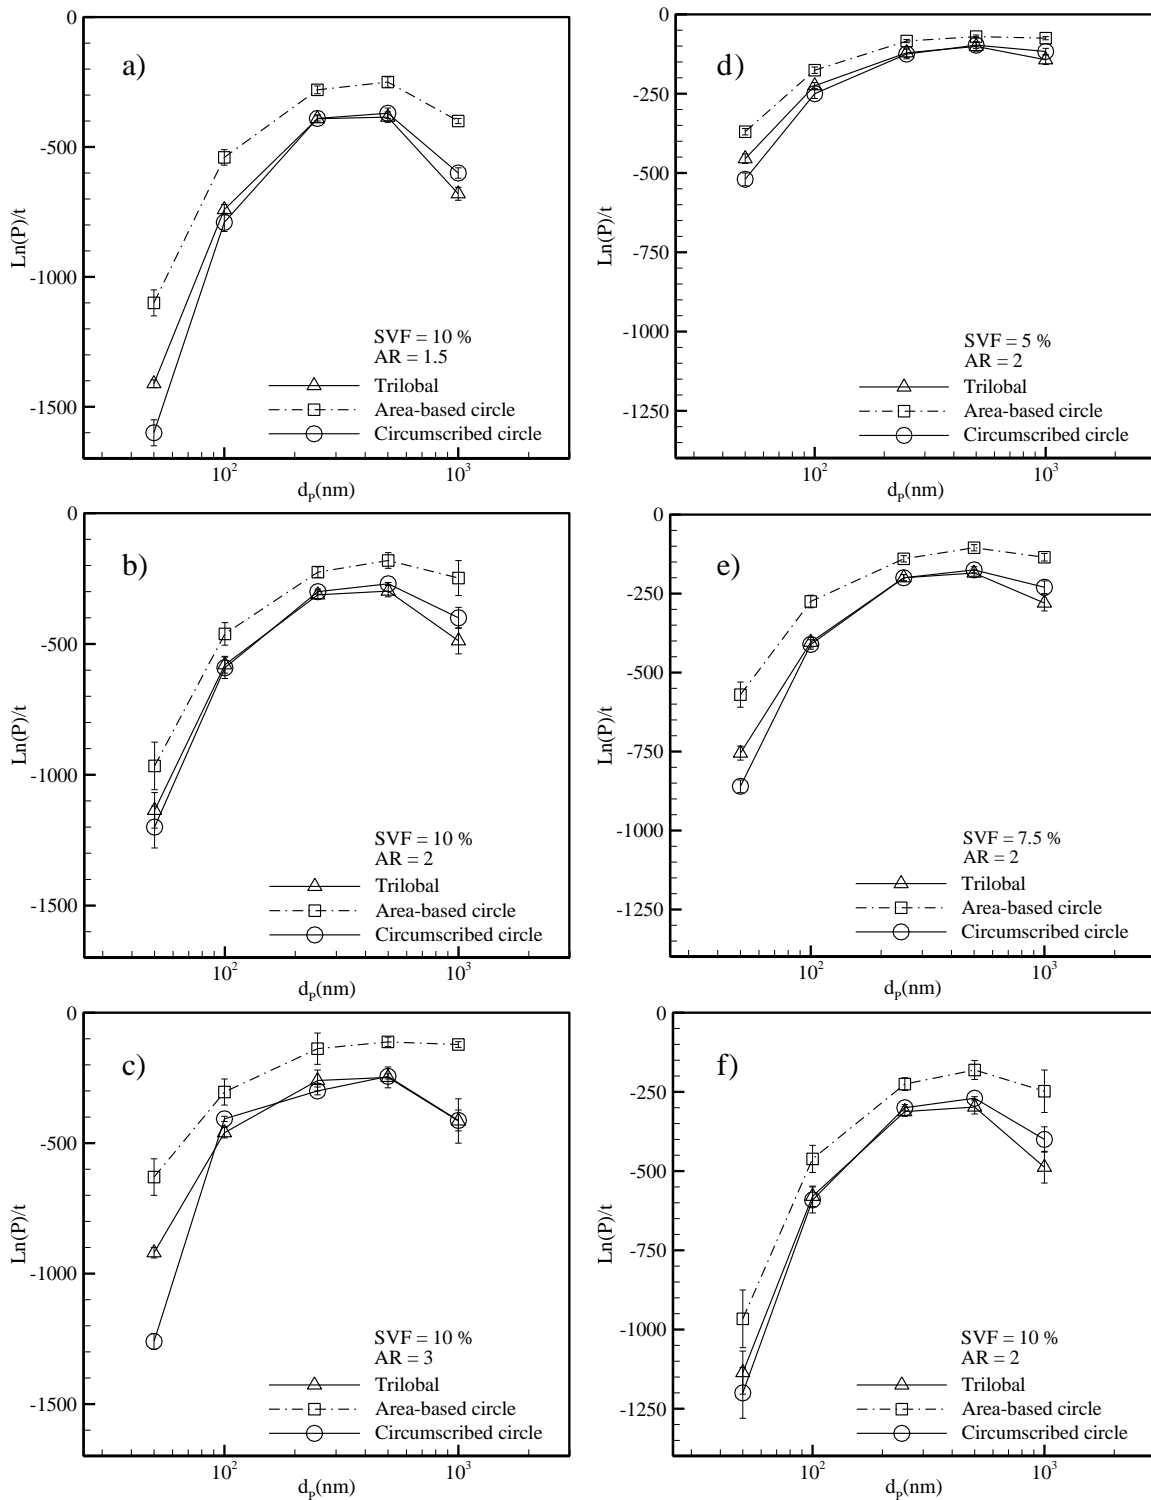 a)
0
-500
-1000
-1500
Ln(P)/t
SVF = 10 %
AR = 1.5
Trilobal
Area-based circle
Circumscribed circle
10² 10³
dₚ(nm)
d)
0
-250
-500
-750
-1000
-1250
Ln(P)/t
SVF = 5 %
AR = 2
Trilobal
Area-based circle
Circumscribed circle
10² 10³
dₚ(nm)
b)
0
-500
-1000
-1500
Ln(P)/t
SVF = 10 %
AR = 2
Trilobal
Area-based circle
Circumscribed circle
10² 10³
dₚ(nm)
e)
0
-250
-500
-750
-1000
-1250
Ln(P)/t
SVF = 7.5 %
AR = 2
Trilobal
Area-based circle
Circumscribed circle
10² 10³
dₚ(nm)
c)
0
-500
-1000
-1500
Ln(P)/t
SVF = 10 %
AR = 3
Trilobal
Area-based circle
Circumscribed circle
10² 10³
dₚ(nm)
f)
0
-250
-500
-750
-1000
-1250
Ln(P)/t
SVF = 10 %
AR = 2
Trilobal
Area-based circle
Circumscribed circle
10² 10³
dₚ(nm)